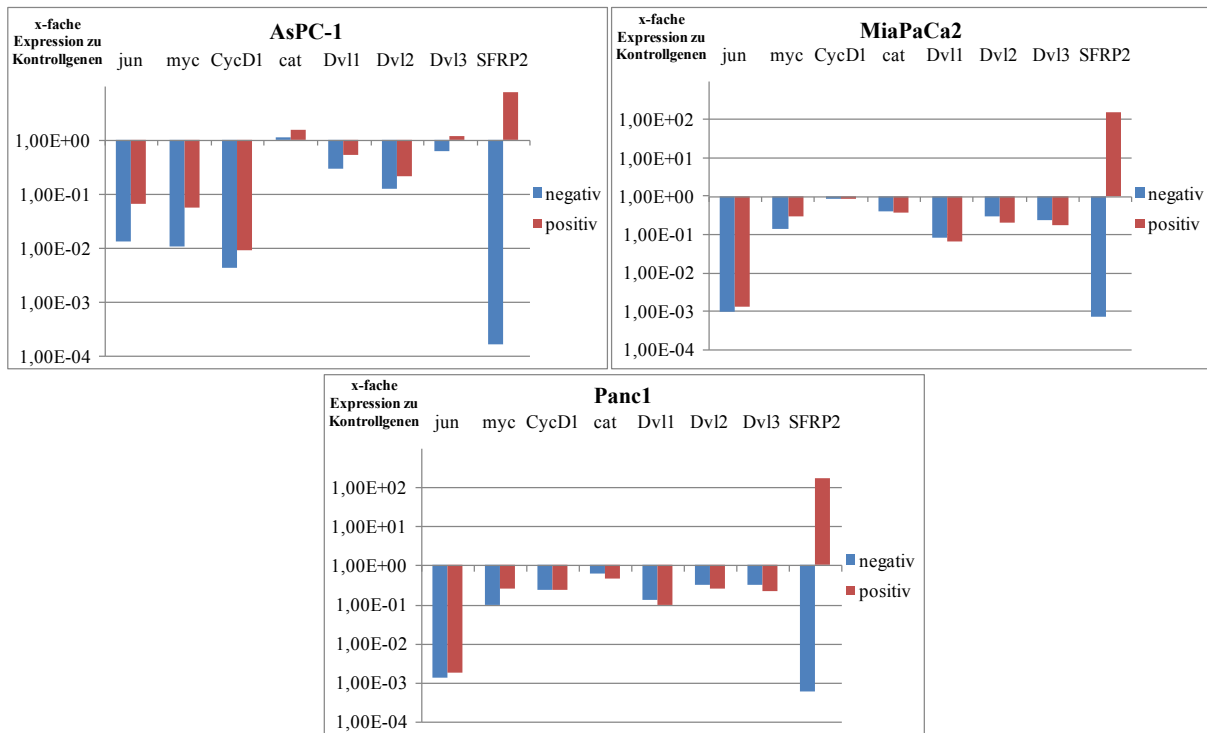 AsPC-1
x-fache
Expression zu
Kontrollgenen
jun myc CycD1 cat Dvl1 Dvl2 Dvl3 SFRP2
1,00E+00
1,00E-01
1,00E-02
1,00E-03
1,00E-04
negativ
positiv
MiaPaCa2
x-fache
Expression zu
Kontrollgenen
jun myc CycD1 cat Dvl1 Dvl2 Dvl3 SFRP2
1,00E+02
1,00E+01
1,00E+00
1,00E-01
1,00E-02
1,00E-03
1,00E-04
negativ
positiv
Panc1
x-fache
Expression zu
Kontrollgenen
jun myc CycD1 cat Dvl1 Dvl2 Dvl3 SFRP2
1,00E+02
1,00E+01
1,00E+00
1,00E-01
1,00E-02
1,00E-03
1,00E-04
negativ
positiv